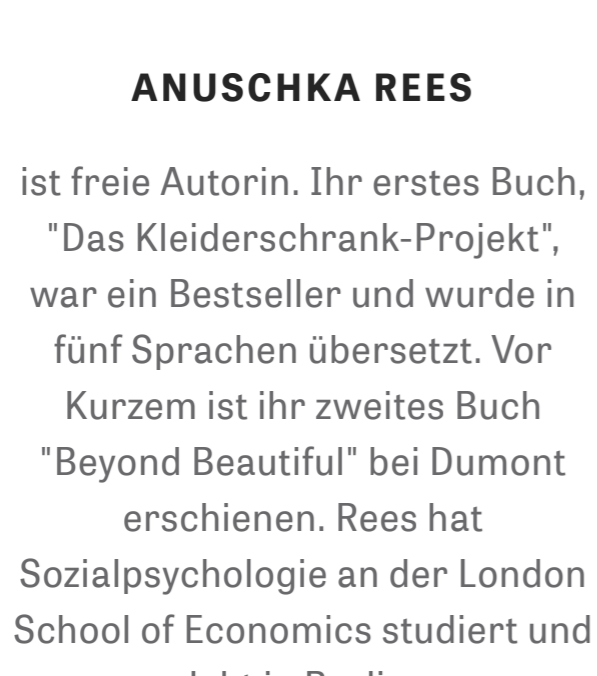 ANUSCHKA REES
ist freie Autorin. Ihr erstes Buch,
"Das Kleiderschrank-Projekt",
war ein Bestseller und wurde in
fünf Sprachen übersetzt. Vor
Kurzem ist ihr zweites Buch
"Beyond Beautiful" bei Dumont
erschienen. Rees hat
Sozialpsychologie an der London
School of Economics studiert und